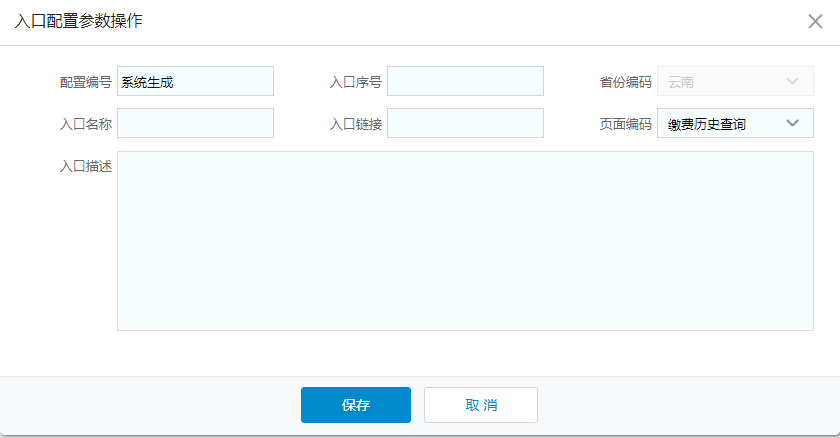 入口配置参数操作
配置编号 系统生成 入口序号 省份编码 云南
入口名称 入口链接 页面编码 缴费历史查询
入口描述
保存 取 消